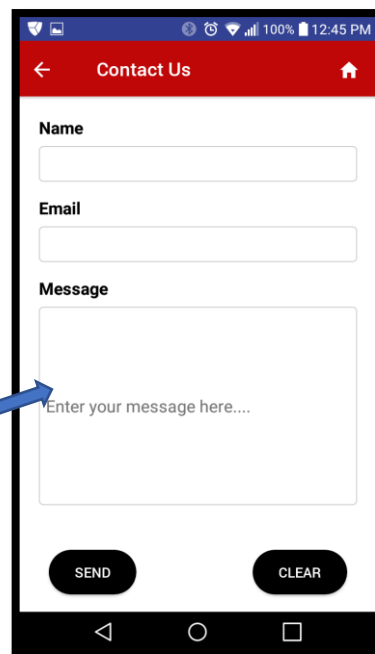 100% 12:45 PM
Contact Us
Name
Email
Message
Enter your message here....
SEND CLEAR